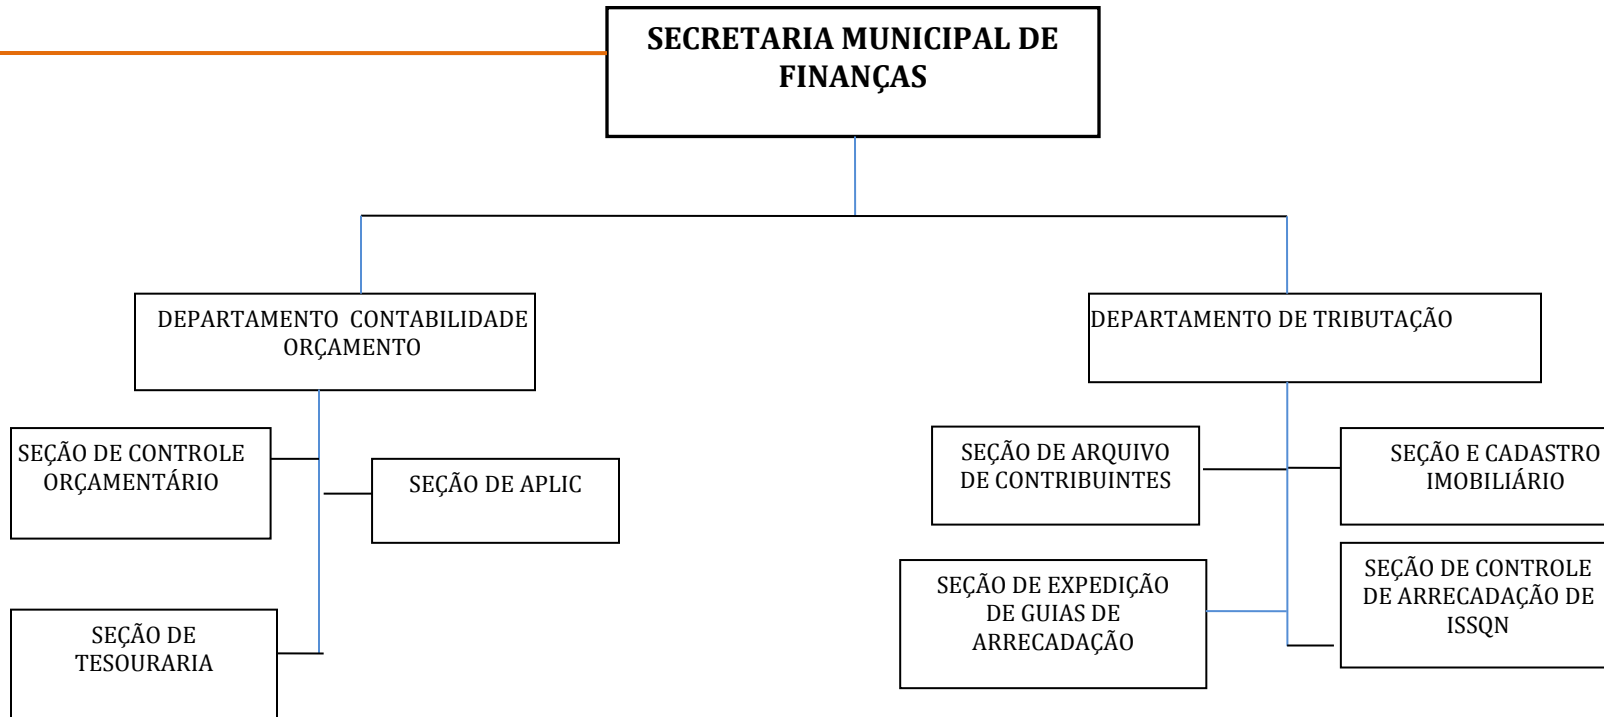 SECRETARIA MUNICIPAL DE
FINANÇAS
DEPARTAMENTO CONTABILIDADE
ORÇAMENTO
DEPARTAMENTO DE TRIBUTAÇÃO
SEÇÃO DE CONTROLE
ORÇAMENTÁRIO
SEÇÃO DE APLIC
SEÇÃO DE ARQUIVO
DE CONTRIBUINTES
SEÇÃO E CADASTRO
IMOBILIÁRIO
SEÇÃO DE TESOURARIA
SEÇÃO DE EXPEDIÇÃO
DE GUIAS DE
ARRECADAÇÃO
SEÇÃO DE CONTROLE
DE ARRECADAÇÃO DE
ISSQN